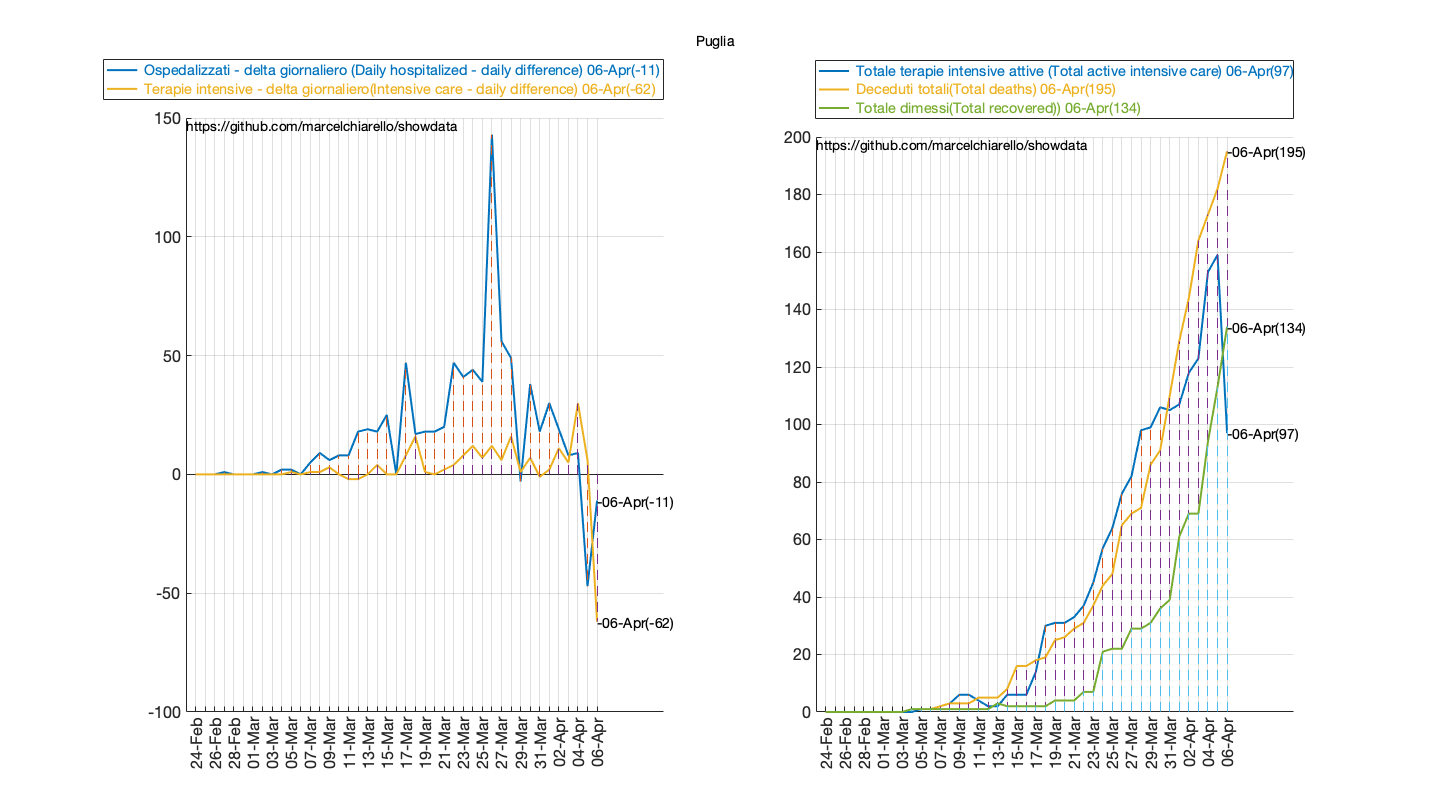 Puglia
Ospedalizzati - delta giornaliero (Daily hospitalized - daily difference) 06-Apr(-11)
Terapie intensive - delta giornaliero(Intensive care - daily difference) 06-Apr(-62)
150
https://github.com/marcelchiarello/showdata
100
50
0
-50
-100
-06-Apr(-11)
-06-Apr(-62)
24-Feb
26-Feb
28-Feb
01-Mar
03-Mar
05-Mar
07-Mar
09-Mar
11-Mar
13-Mar
15-Mar
17-Mar
19-Mar
21-Mar
23-Mar
25-Mar
27-Mar
29-Mar
31-Mar
02-Apr
04-Apr
06-Apr
Totale terapie intensive attive (Total active intensive care) 06-Apr(97)
Deceduti totali(Total deaths) 06-Apr(195)
Totale dimessi(Total recovered)) 06-Apr(134)
200
https://github.com/marcelchiarello/showdata
180
160
140
120
100
80
60
40
20
0
-06-Apr(195)
-06-Apr(134)
-06-Apr(97)
24-Feb
26-Feb
28-Feb
01-Mar
03-Mar
05-Mar
07-Mar
09-Mar
11-Mar
13-Mar
15-Mar
17-Mar
19-Mar
21-Mar
23-Mar
25-Mar
27-Mar
29-Mar
31-Mar
02-Apr
04-Apr
06-Apr